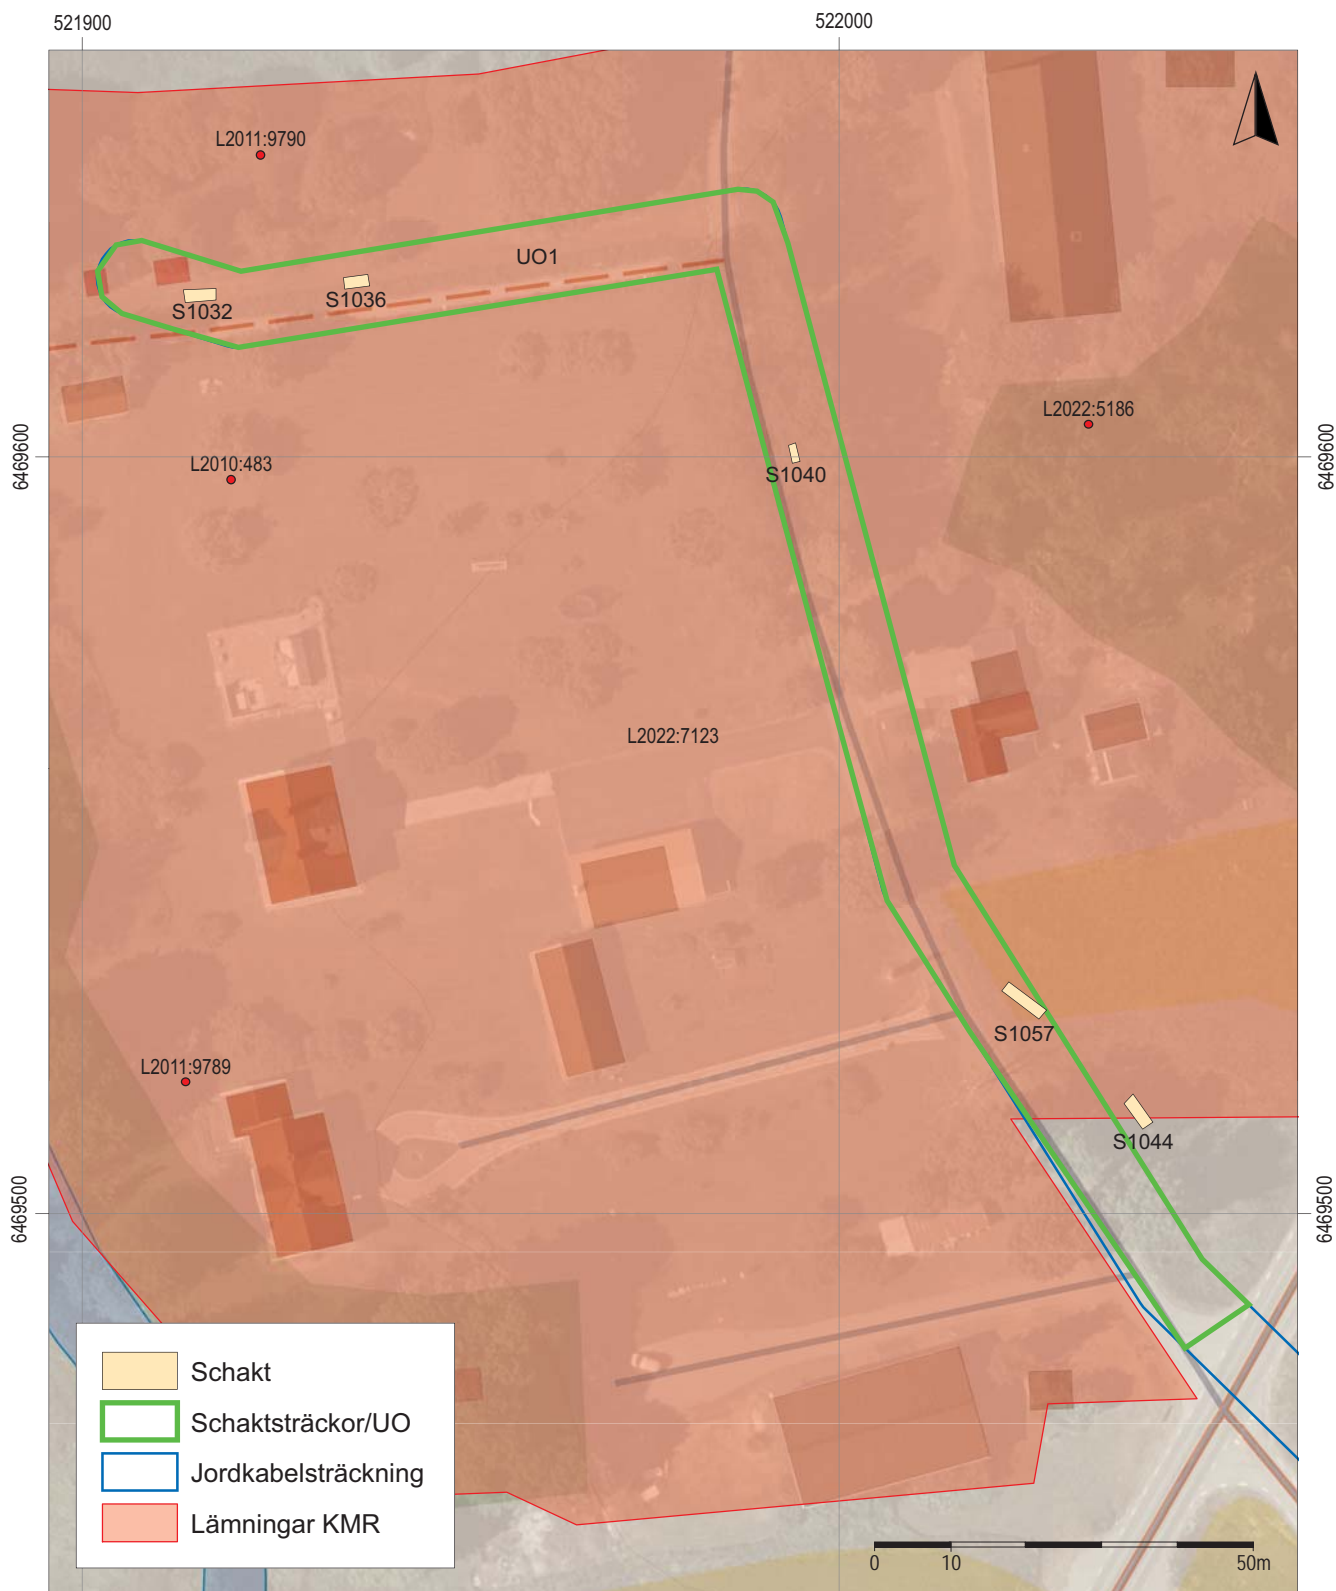 521900
522000
L2011:9790
UO1
S1032
S1036
L2022:5186
6469600
6469600
L2010:483
S1040
L2022:7123
S1057
L2011:9789
S1044
6469500
6469500
Schakt
Schaktsträckor/UO
Jordkabelsträckning
Lämningar KMR
0
10
50m